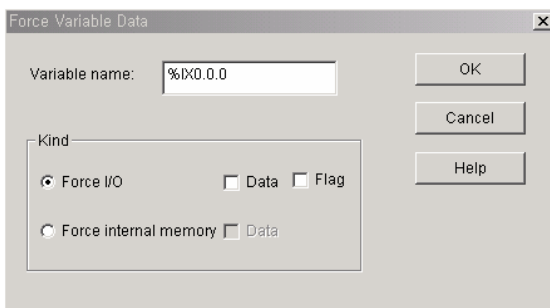 Force Variable Data
Variable name: %IX0.0.0 OK
Cancel
Kind
Help
Force I/O Data Flag
Force internal memory Data